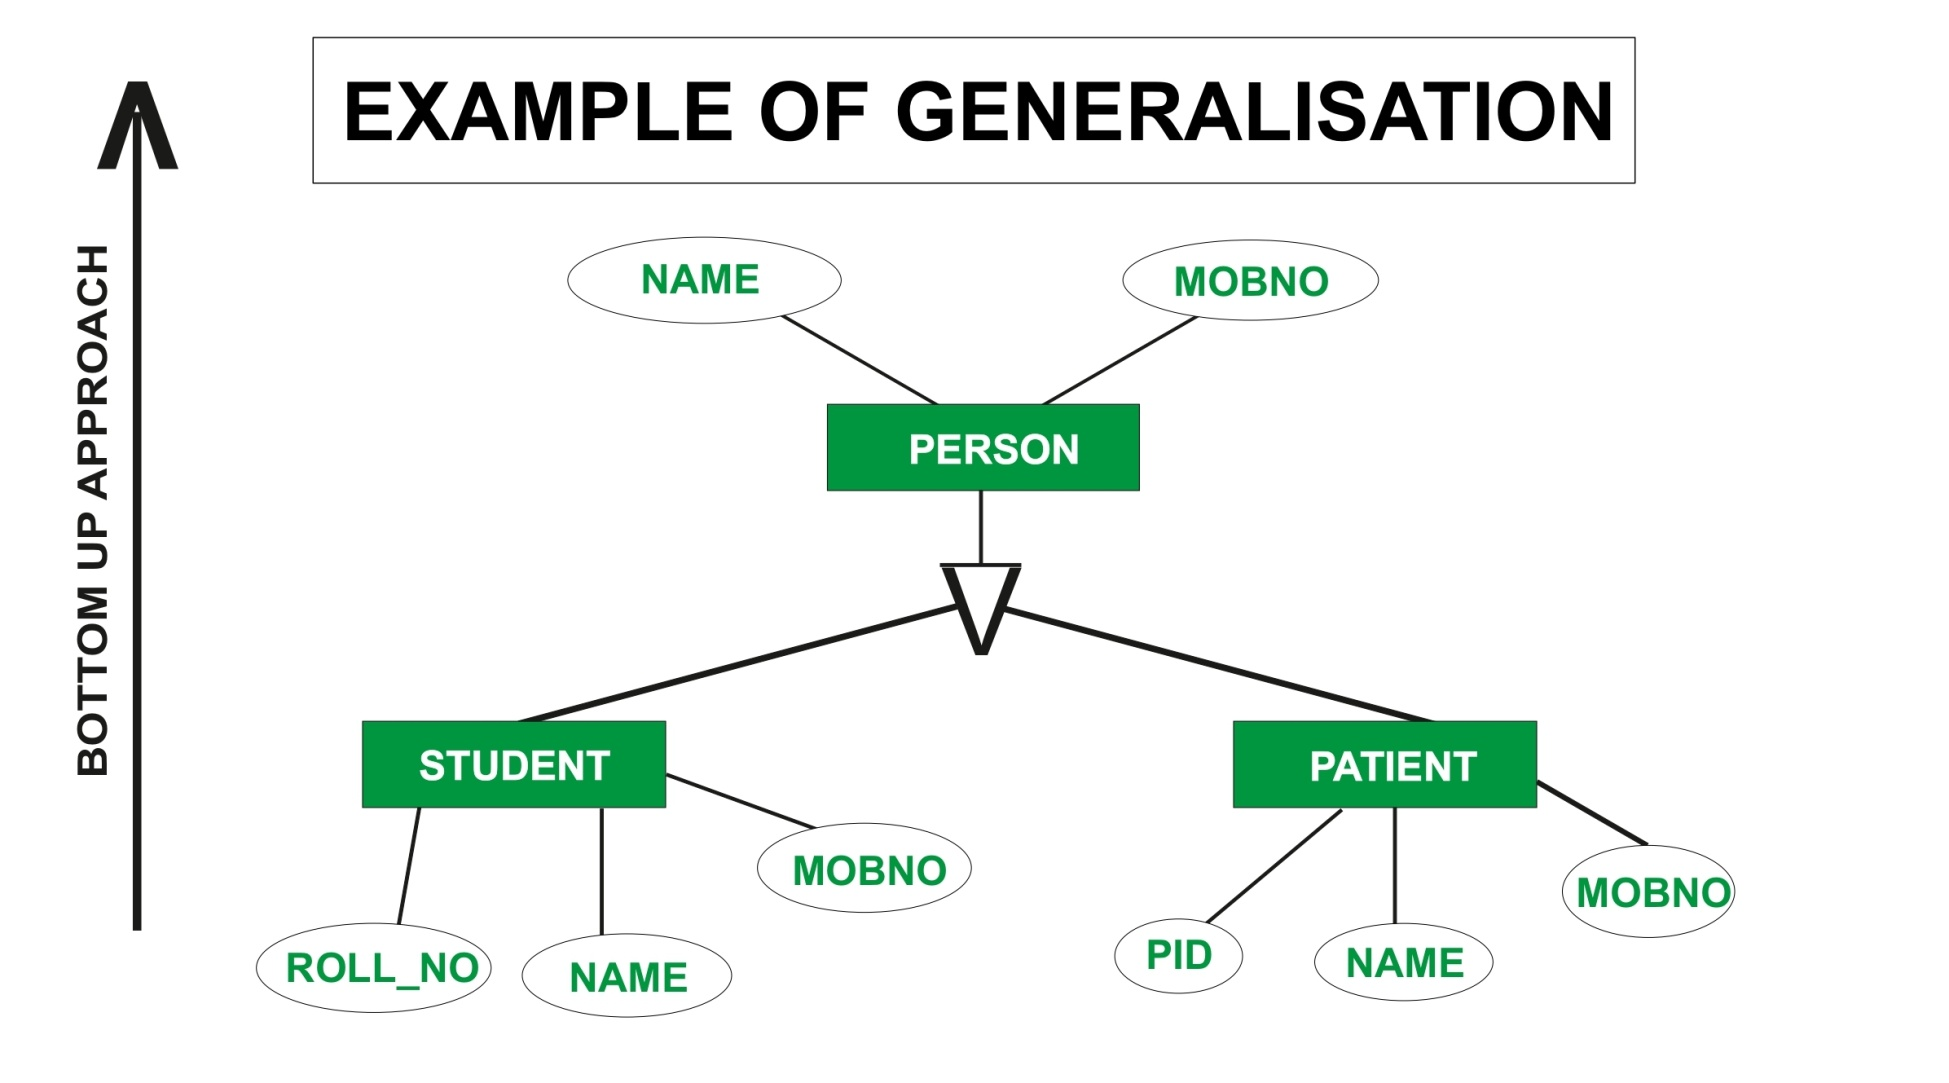 EXAMPLE OF GENERALISATION
BOTTOM UP APPROACH
NAME
MOBNO
PERSON
STUDENT
PATIENT
MOBNO
MOBNO
ROLL_NO
NAME
PID
NAME